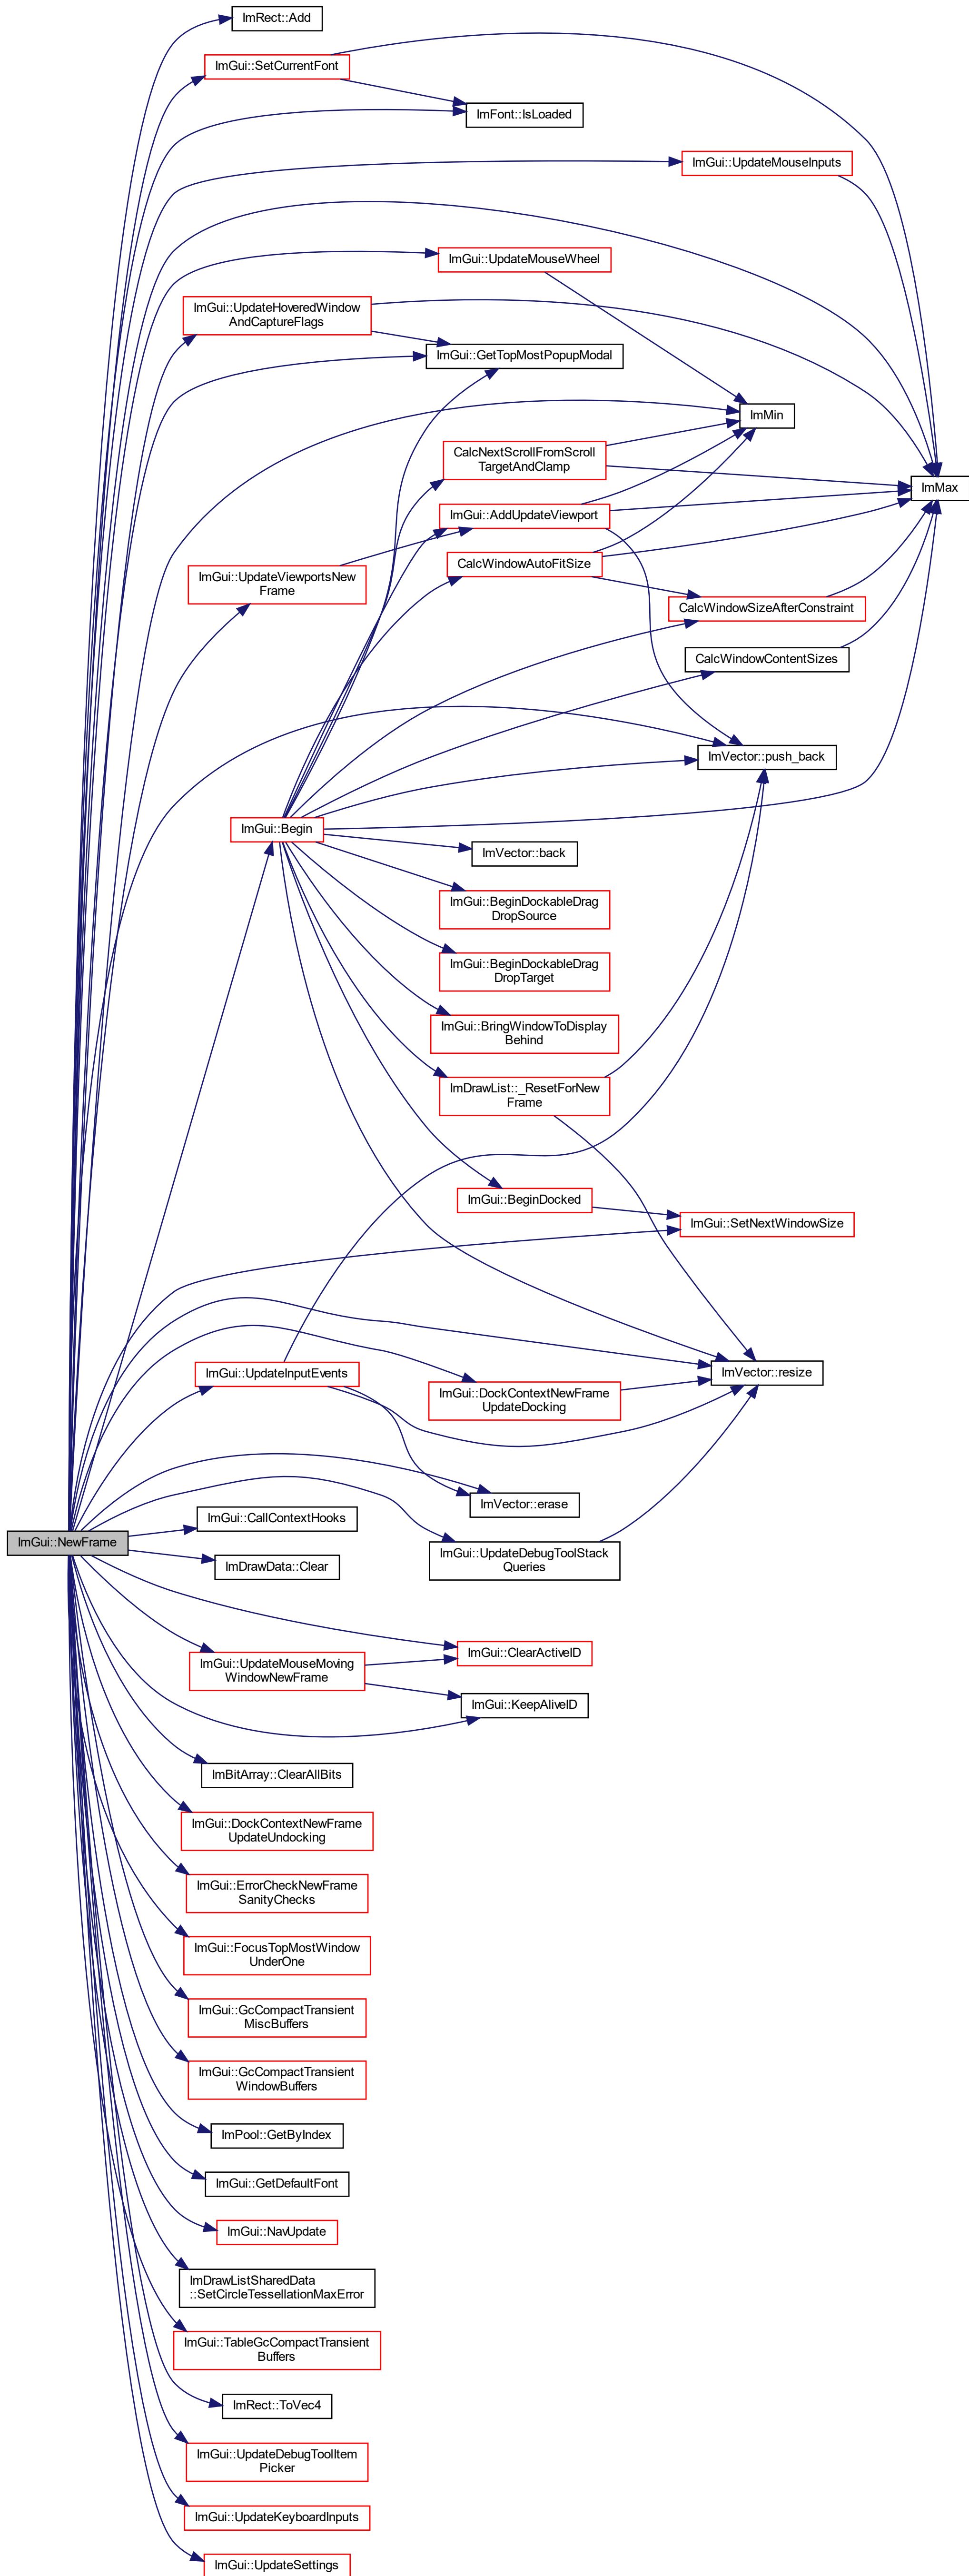 ImRect::Add
ImGui::SetCurrentFont
ImFont::IsLoaded
ImGui::UpdateMouseInputs
ImGui::UpdateMouseWheel
ImGui::UpdateHoveredWindow
AndCaptureFlags
ImGui::GetTopMostPopupModal
ImMin
CalcNextScrollFromScroll
TargetAndClamp
ImMax
ImGui::AddUpdateViewport
CalcWindowAutoFitSize
ImGui::UpdateViewportsNew
Frame
CalcWindowSizeAfterConstraint
CalcWindowContentSizes
ImVector::push_back
ImGui::Begin
ImVector::back
ImGui::BeginDockableDrag
DropSource
ImGui::BeginDockableDrag
DropTarget
ImGui::BringWindowToDisplay
Behind
ImDrawList::_ResetForNew
Frame
ImGui::BeginDocked
ImGui::SetNextWindowSize
ImGui::UpdateInputEvents
ImVector::resize
ImGui::DockContextNewFrame
UpdateDocking
ImVector::erase
ImGui::CallContextHooks
ImGui::NewFrame
ImGui::UpdateDebugToolStack
Queries
ImDrawData::Clear
ImGui::ClearActiveID
ImGui::UpdateMouseMoving
WindowNewFrame
ImGui::KeepAliveID
ImBitArray::ClearAllBits
ImGui::DockContextNewFrame
UpdateUndocking
ImGui::ErrorCheckNewFrame
SanityChecks
ImGui::FocusTopMostWindow
UnderOne
ImGui::GcCompactTransient
MiscBuffers
ImGui::GcCompactTransient
WindowBuffers
ImPool::GetByIndex
ImGui::GetDefaultFont
ImGui::NavUpdate
ImDrawListSharedData
::SetCircleTessellationMaxError
ImGui::TableGcCompactTransient
Buffers
ImRect::ToVec4
ImGui::UpdateDebugToolItem
Picker
ImGui::UpdateKeyboardInputs
ImGui::UpdateSettings